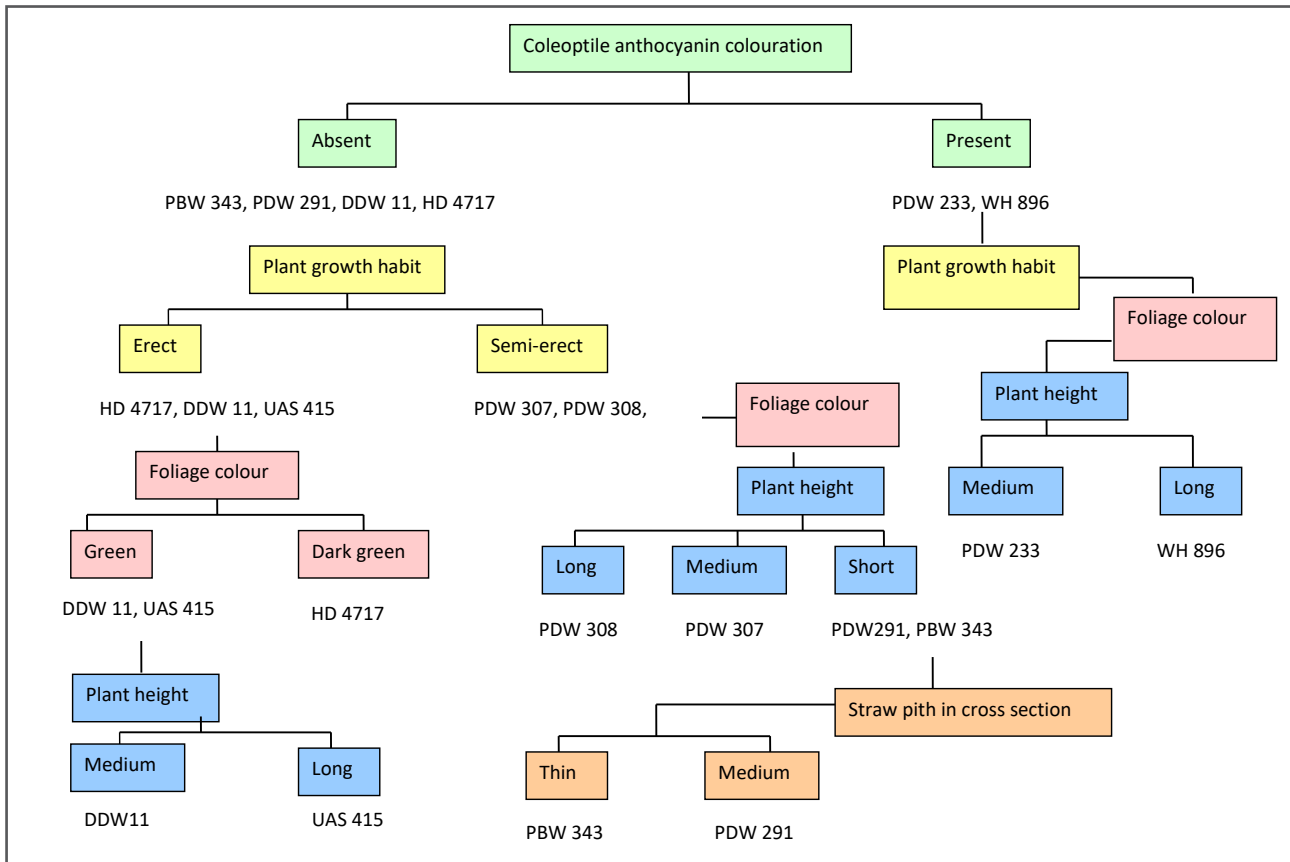 Coleoptile anthocyanin colouration
Absent
Present
PBW 343, PDW 291, DDW 11, HD 4717
PDW 233, WH 896
Plant growth habit
Plant growth habit
Erect
Semi-erect
Foliage colour
HD 4717, DDW 11, UAS 415
PDW 307, PDW 308,
Foliage colour
Plant height
Foliage colour
Plant height
Medium
Long
Green
Dark green
Long
Medium
Short
PDW 233
WH 896
DDW 11, UAS 415
HD 4717
PDW 308
PDW 307
PDW291, PBW 343
Plant height
Straw pith in cross section
Medium
Long
Thin
Medium
DDW11
UAS 415
PBW 343
PDW 291